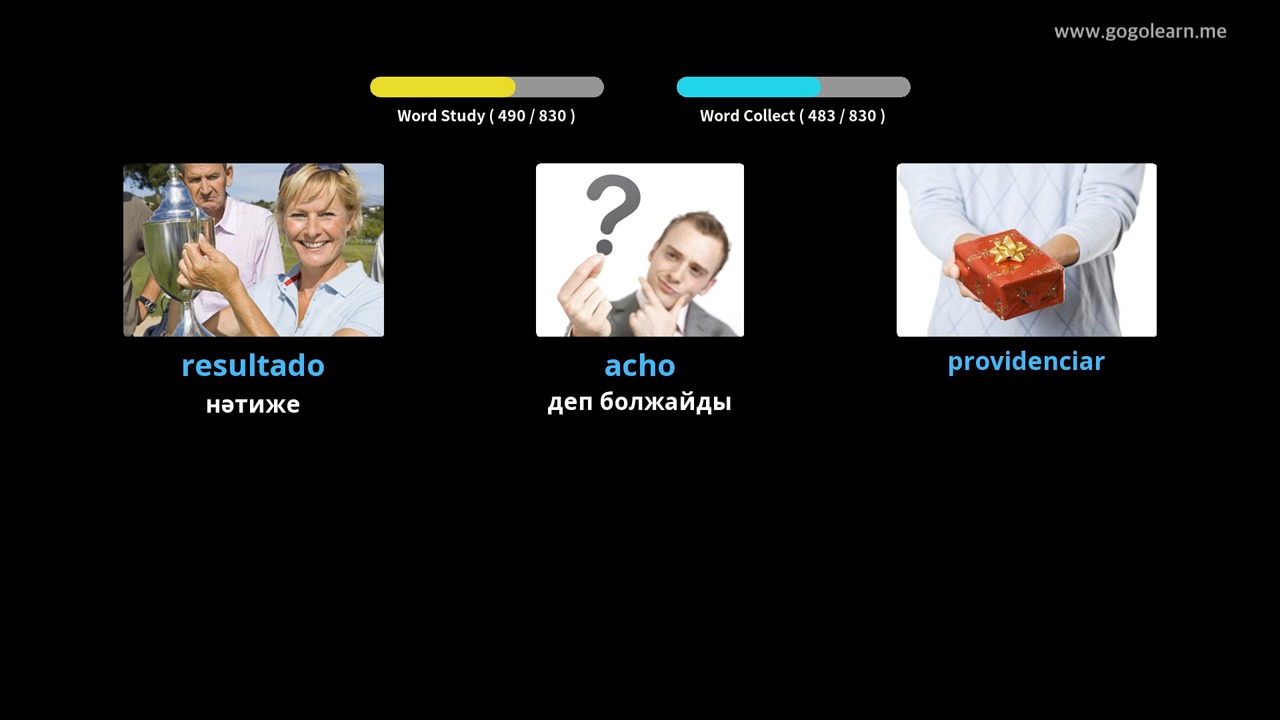 www.gogolearn.me
Word Study ( 490 / 830 )
Word Collect ( 483 / 830 )
resultado
нәтиже
acho
деп болжайды
providenciar